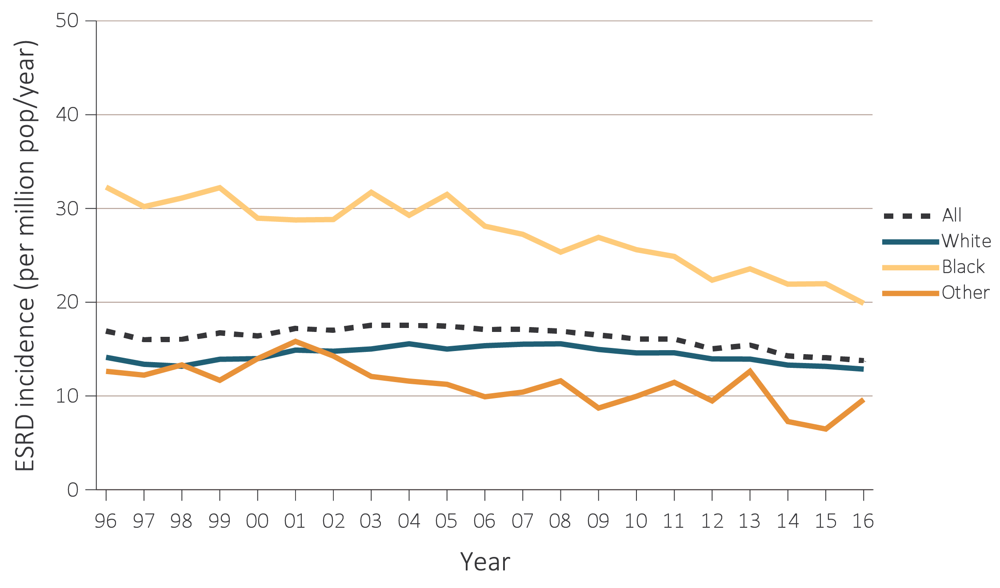 ESRD incidence (per million pop/year)
50
40
30
20
10
0
96 97 98 99 00 01 02 03 04 05 06 07 08 09 10 11 12 13 14 15 16
Year
All
White
Black
Other